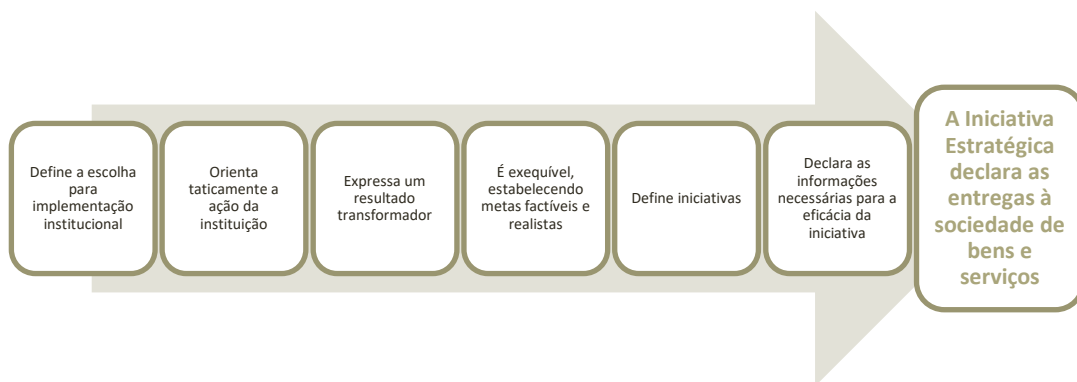 Define a escolha
para
implementação
institucional
Orienta
taticamente a
ação da
instituição
Expressa um
resultado
transformador
É exequível,
estabelecendo
metas factíveis e
realistas
Define iniciativas
Declara as
informações
necessárias para a
eficácia da
iniciativa
A Iniciativa
Estratégica
declara as
entregas à
sociedade de
bens e
serviços